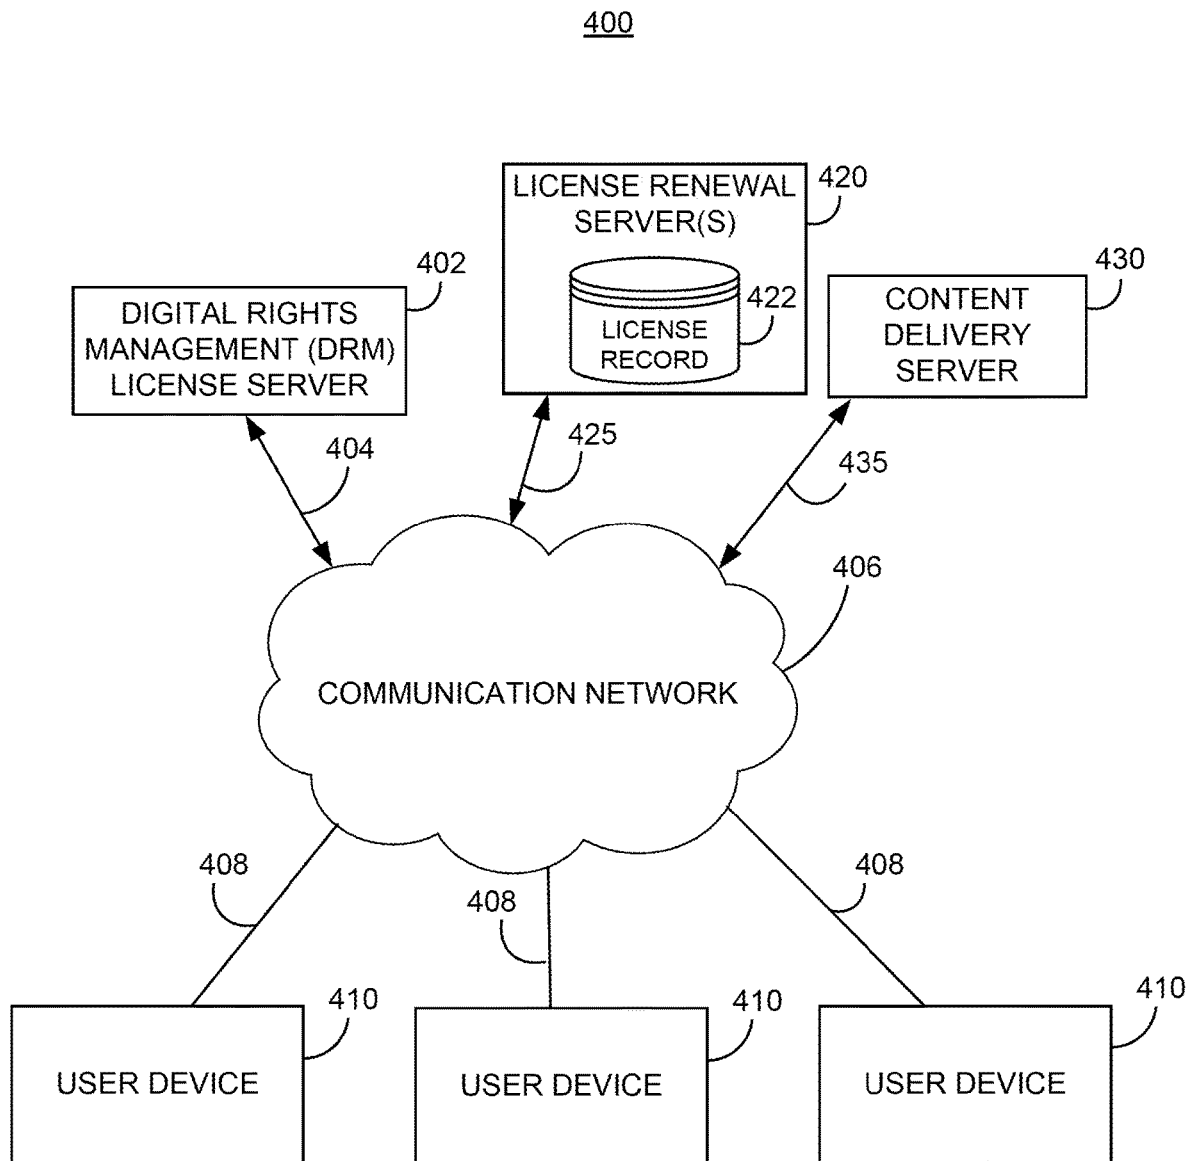 400
LICENSE RENEWAL
SERVER(S)
420
LICENSE
RECORD
422
402
DIGITAL RIGHTS
MANAGEMENT (DRM)
LICENSE SERVER
430
CONTENT
DELIVERY
SERVER
404
425
435
406
COMMUNICATION NETWORK
408
408
408
410
410
410
USER DEVICE
USER DEVICE
USER DEVICE